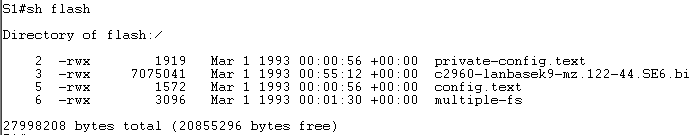 S1#sh flash
Directory of flash:/
2 -rwx 1919 Mar 1 1993 00:00:56 +00:00 private-config.text
3 -rwx 7075041 Mar 1 1993 00:55:12 +00:00 c2960-lanbasek9-mz.122-44.SE6.bi
5 -rwx 1572 Mar 1 1993 00:00:56 +00:00 config.text
6 -rwx 3096 Mar 1 1993 00:01:30 +00:00 multiple-fs
27998208 bytes total (20855296 bytes free)